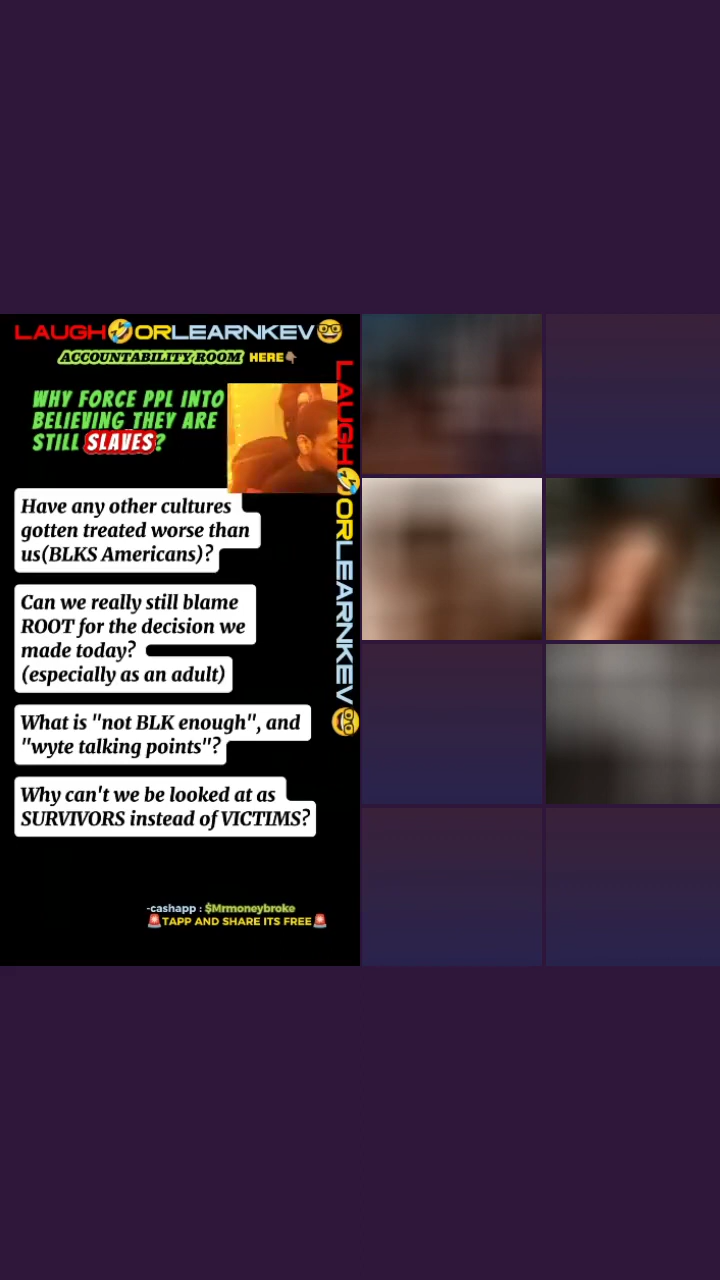 LAUGH🤣ORLEARNKEV🤓
ACCOUNTABILITY ROOM HERE👇🏽
WHY FORCE PPL INTO
BELIEVING THEY ARE
STILL SLAVES?
Have any other cultures
gotten treated worse than
us(BLKS Americans)?
Can we really still blame
ROOT for the decision we
made today?
(especially as an adult)
What is "not BLK enough", and
"wyte talking points"?
Why can't we be looked at as
SURVIVORS instead of VICTIMS?
-cashapp : $Mrmoneybroke
🚨TAPP AND SHARE ITS FREE🚨
LAUGH🤣ORLEARNKEV🤓